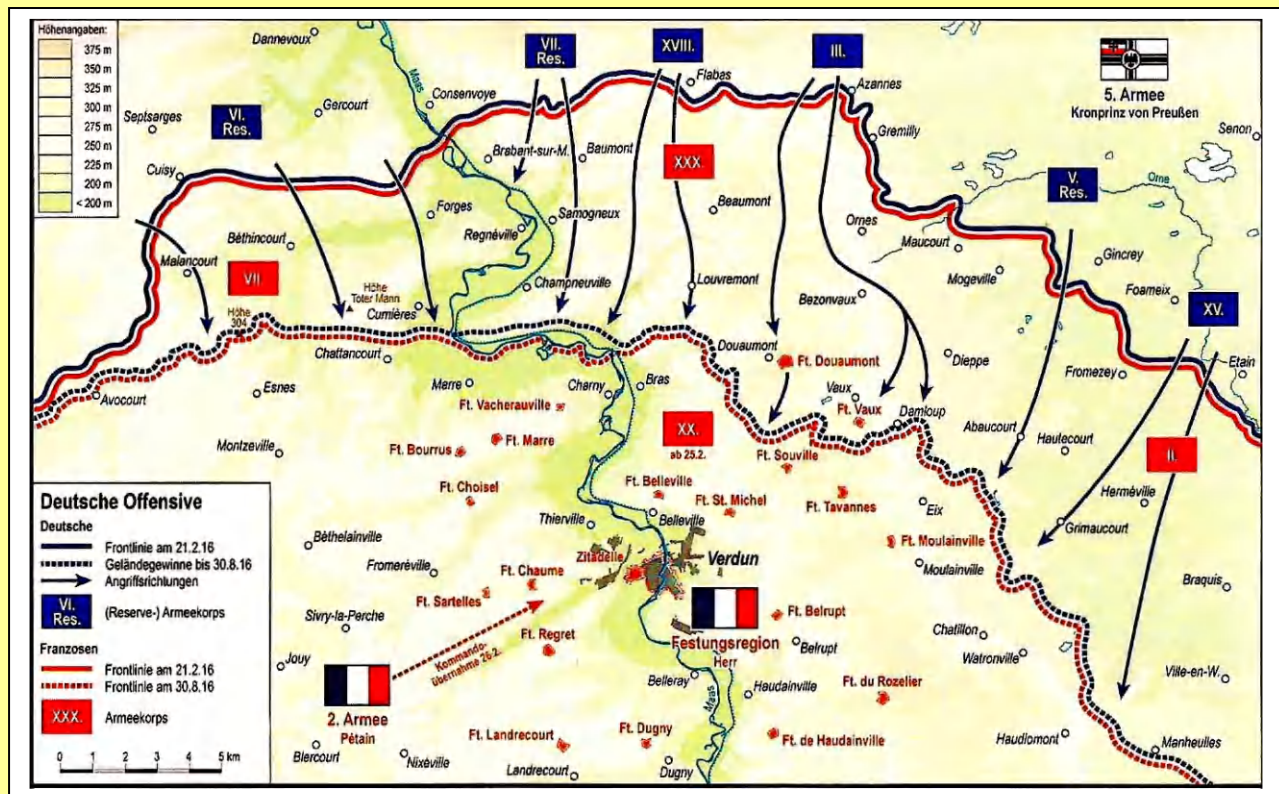 Höhenangaben:
375 m
350 m
325 m
300 m
275 m
250 m
225 m
200 m
< 200 m
Dannevoux
Maas
VII.
Res.
XVIII.
III.
5. Armee
Kronprinz von Preußen
Flabas
Azannes
Consenvoye
Gercourt
Septsarges
VI.
Res.
Gremilly
Senon
Brabant-sur-M.
Baumont
XXX.
Cuisy
V.
Res.
Orne
Forges
Samogneux
Beaumont
Regnéville
Ornes
Béthincourt
Maucourt
Gincrey
Malancourt
VII
Mogeville
Champneuville
Louvremont
Bezonvaux
Foameix
Höhe
Toter Mann
Cumières
Höhe
304
XV.
Chattancourt
Douaumont
Ft. Douaumont
Dieppe
Fromezey
Etain
Marre
Charny
Bras
Esnes
Avocourt
Vaux
Ft. Vaux
Damloup
Ft. Vacherauville
XX.
ab 25.2.
Abaucourt
Hautecourt
II.
Ft. Marre
Ft. Bourrus
Montzeville
Ft. Souville
Ft. Choisel
Ft. Belleville
Ft. St. Michel
Ft. Tavannes
Herméville
Eix
Grimaucourt
Thierville
Belleville
Ft. Moulainville
Béthelainville
Zitadelle
Verdun
Moulainville
Fromeréville
Ft. Chaume
Braquis
Ft. Sartelles
Sivry-la-Perche
Festungsregion
Herr
Ft. Belrupt
Belrupt
Chatillon
Watronville
Ft. Regret
Kommando-
übernahme 26.2.
Jouy
Belleray
Haudainville
Ville-en-W.
2. Armee
Pétain
Maas
Ft. du Rozelier
Ft. Landrecourt
Ft. Dugny
Ft. de Haudainville
Haudiomont
Manheulles
Blercourt
Nixéville
Landrecourt
Dugny
Deutsche Offensive
Deutsche
Frontlinie am 21.2.16
Geländegewinne bis 30.8.16
Angriffsrichtungen
VI.
Res.
(Reserve-) Armeekorps
Franzosen
Frontlinie am 21.2.16
Frontlinie am 30.8.16
XXX.
Armeekorps
0 1 2 3 4 5 km